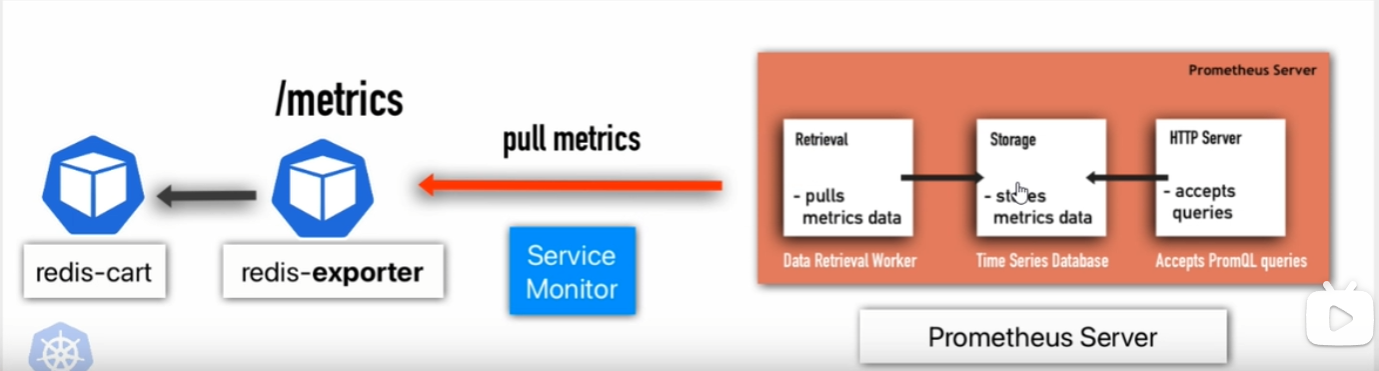 Prometheus Server
/metrics
pull metrics
Retrieval
- pulls
metrics data
Data Retrieval Worker
Storage
metrics data
Time Series Database
HTTP Server
- accepts
queries
Accepts PromQL queries
redis-cart
redis-exporter
Service
Monitor
Prometheus Server